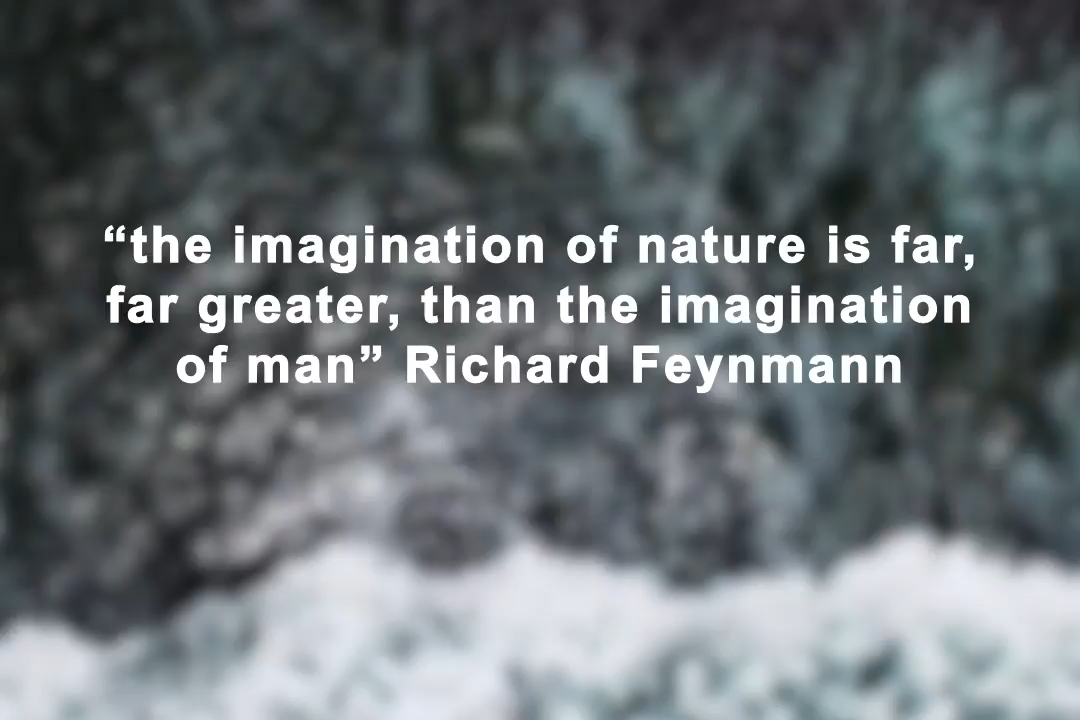 “the imagination of nature is far,
far greater, than the imagination
of man” Richard Feynmann